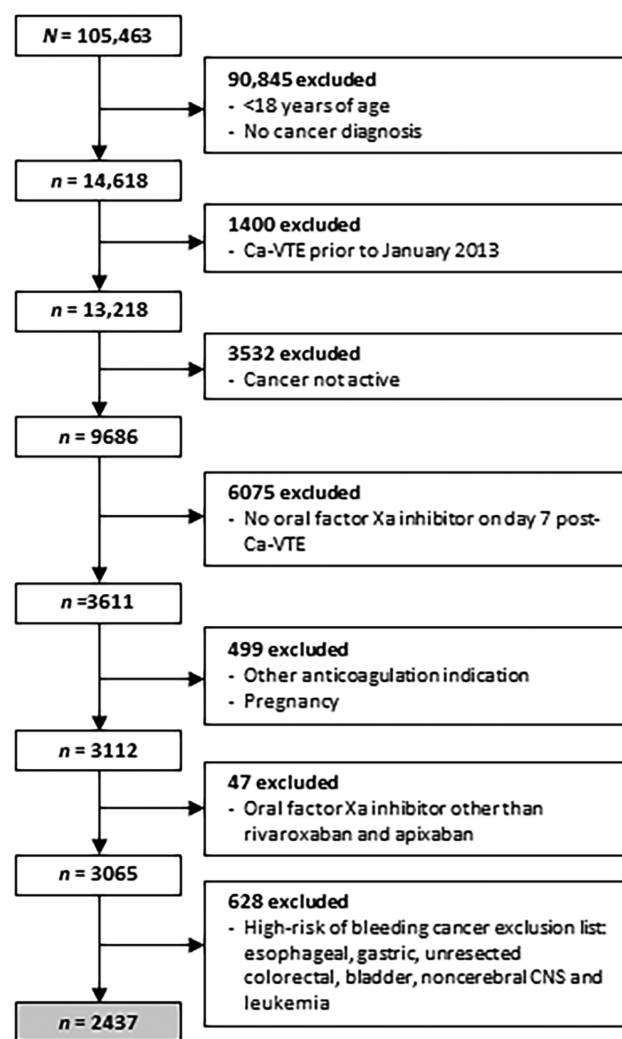 N = 105,463
90,845 excluded
- <18 years of age
- No cancer diagnosis
n = 14,618
1400 excluded
- Ca-VTE prior to January 2013
n = 13,218
3532 excluded
- Cancer not active
n = 9686
6075 excluded
- No oral factor Xa inhibitor on day 7 post-
Ca-VTE
n =3611
499 excluded
- Other anticoagulation indication
- Pregnancy
n = 3112
47 excluded
- Oral factor Xa inhibitor other than
rivaroxaban and apixaban
n = 3065
628 excluded
- High-risk of bleeding cancer exclusion list:
esophageal, gastric, unresected
colorectal, bladder, noncerebral CNS and
leukemia
n = 2437